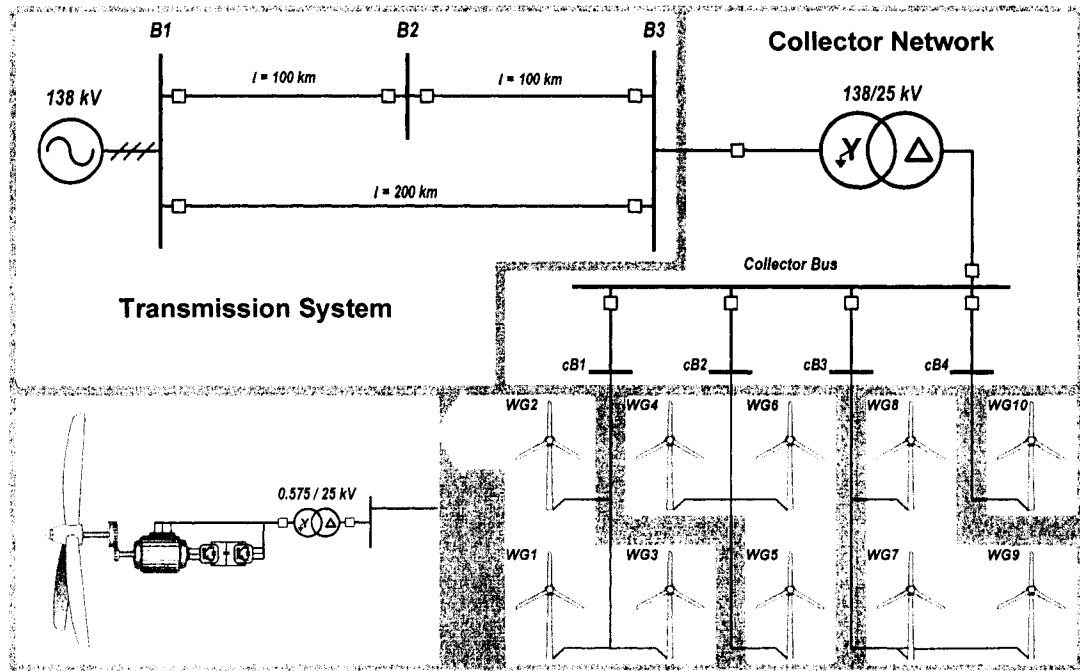 B1
B2
B3
Collector Network
l = 100 km
l = 100 km
138 kV
138/25 kV
Y
Δ
l = 200 km
Collector Bus
Transmission System
cB1
cB2
cB3
cB4
WG2
WG4
WG6
WG8
WG10
0.575 / 25 kV
Y
Δ
WG1
WG3
WG5
WG7
WG9